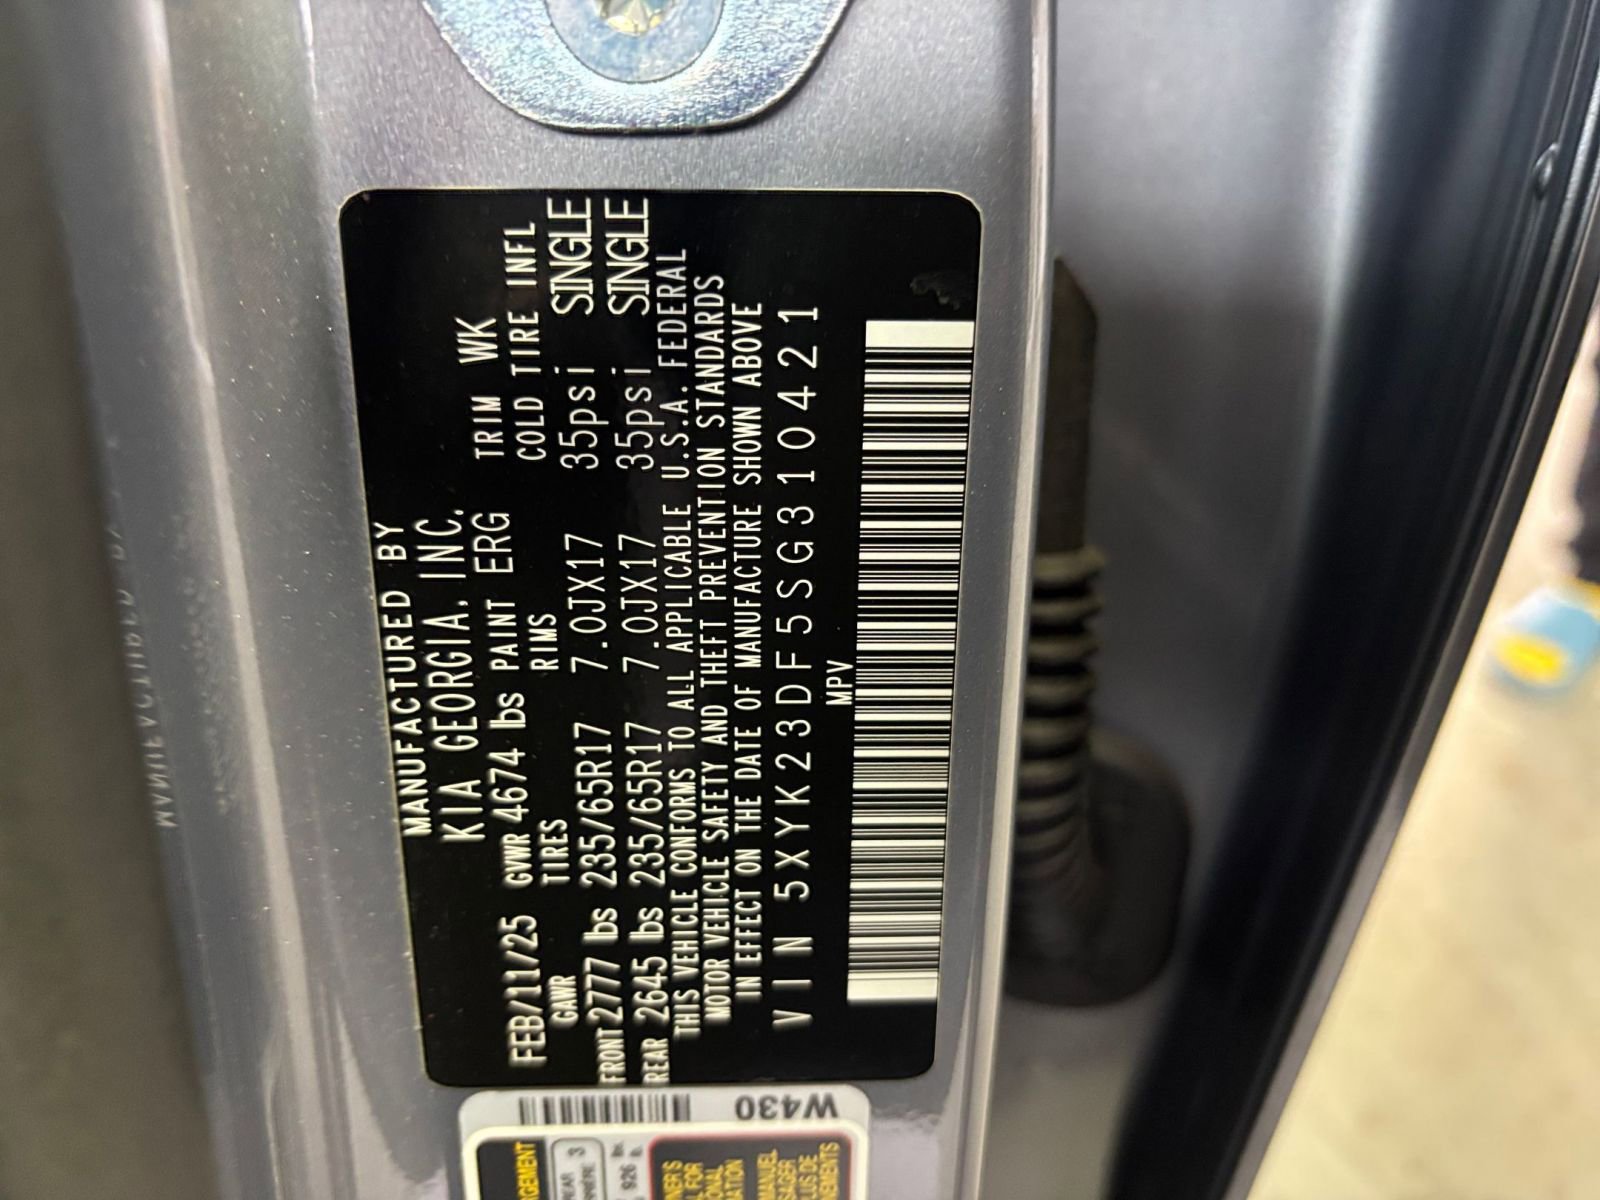 MANUFACTURED BY
KIA GEORGIA, INC.
FEB/11/25 GVWR 4674 lbs PAINT ERG TRIM WK
GAWR TIRES RIMS COLD TIRE INFL
FRONT 2777 lbs 235/65R17 7.0JX17 35psi SINGLE
REAR 2645 lbs 235/65R17 7.0JX17 35psi SINGLE
THIS VEHICLE CONFORMS TO ALL APPLICABLE U.S.A. FEDERAL
MOTOR VEHICLE SAFETY AND THEFT PREVENTION STANDARDS
IN EFFECT ON THE DATE OF MANUFACTURE SHOWN ABOVE
VIN 5XYK23DF5SG310421
MPV
W430
3
926
MANUEL